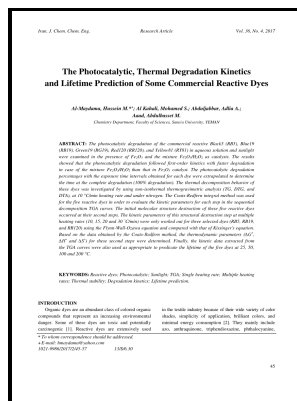 Iran. J. Chem. Chem. Eng. Research Article Vol. 36, No. 4, 2017
The Photocatalytic, Thermal Degradation Kinetics
and Lifetime Prediction of Some Commercial Reactive Dyes
Al-Maydama, Hussein M.*+; Al Kabsli, Mohamed S.; Abduljabbar, Adlia A.;
Asaad, Abdulbasset M.
Chemistry Department, Faculty of Sciences, Sana'a University, YEMEN
ABSTRACT: The photocatalytic degradation of the commercial reactive Black5 (RB5), Blue19
(RB19), Green19 (RG19), Red120 (RR120), and Yellow81 (RY81) in aqueous solution and sunlight
were examined in the presence of Fe₂O₃ and the mixture Fe₂O₃/H₂O₂ as catalysts. The results
showed that the photocatalytic degradation followed first-order kinetics with faster degradation
in case of the mixture Fe₂O₃/H₂O₂ than that in Fe₂O₃ catalyst. The photocatalytic degradation
percentages with the exposure time intervals obtained for each dye were extrapolated to determine
the time at the complete degradation (100% degradation). The thermal decomposition behavior of
these dyes was investigated using non-isothermal thermogravimetric analysis (TG, DTG, and
DTA), at 10 °C/min heating rate and under nitrogen. The Coats-Redfern integral method was used
for the five reactive dyes in order to evaluate the kinetic parameters for each step in the sequential
decomposition TGA curves. The initial molecular structure destruction of these five reactive dyes
occurred at their second steps. The kinetic parameters of this structural destruction step at multiple
heating rates (10, 15, 20 and 30 °C/min) were only worked out for three selected dyes (RB5, RB19,
and RR120) using the Flynn-Wall-Ozawa equation and compared with that of Kissinger's equation.
Based on the data obtained by the Coats-Redfern method, the thermodynamic parameters (ΔG*,
ΔH* and ΔS*) for these second steps were determined. Finally, the kinetic data extracted
from the TGA curves were also used as appropriate to predicate the lifetime of the five dyes at 25, 50,
100 and 200 °C.
KEYWORDS: Reactive dyes; Photocatalytic; Sunlight; TGA; Single heating rate; Multiple heating
rates; Thermal stability; Degradation kinetics; Lifetime prediction.
INTRODUCTION
Organic dyes are an abundant class of colored organic
compounds that represent an increasing environmental
danger. Some of these dyes are toxic and potentially
carcinogenic [1]. Reactive dyes are extensively used
in the textile industry because of their wide variety of color
shades, simplicity of application, brilliant colors, and
minimal energy consumption [2]. They mainly include
azo, anthraquinone, triphendioxazine, phthalocyanine,
* To whom correspondence should be addressed.
1021-9986/2017/4/45-57 13/$/6.30
45